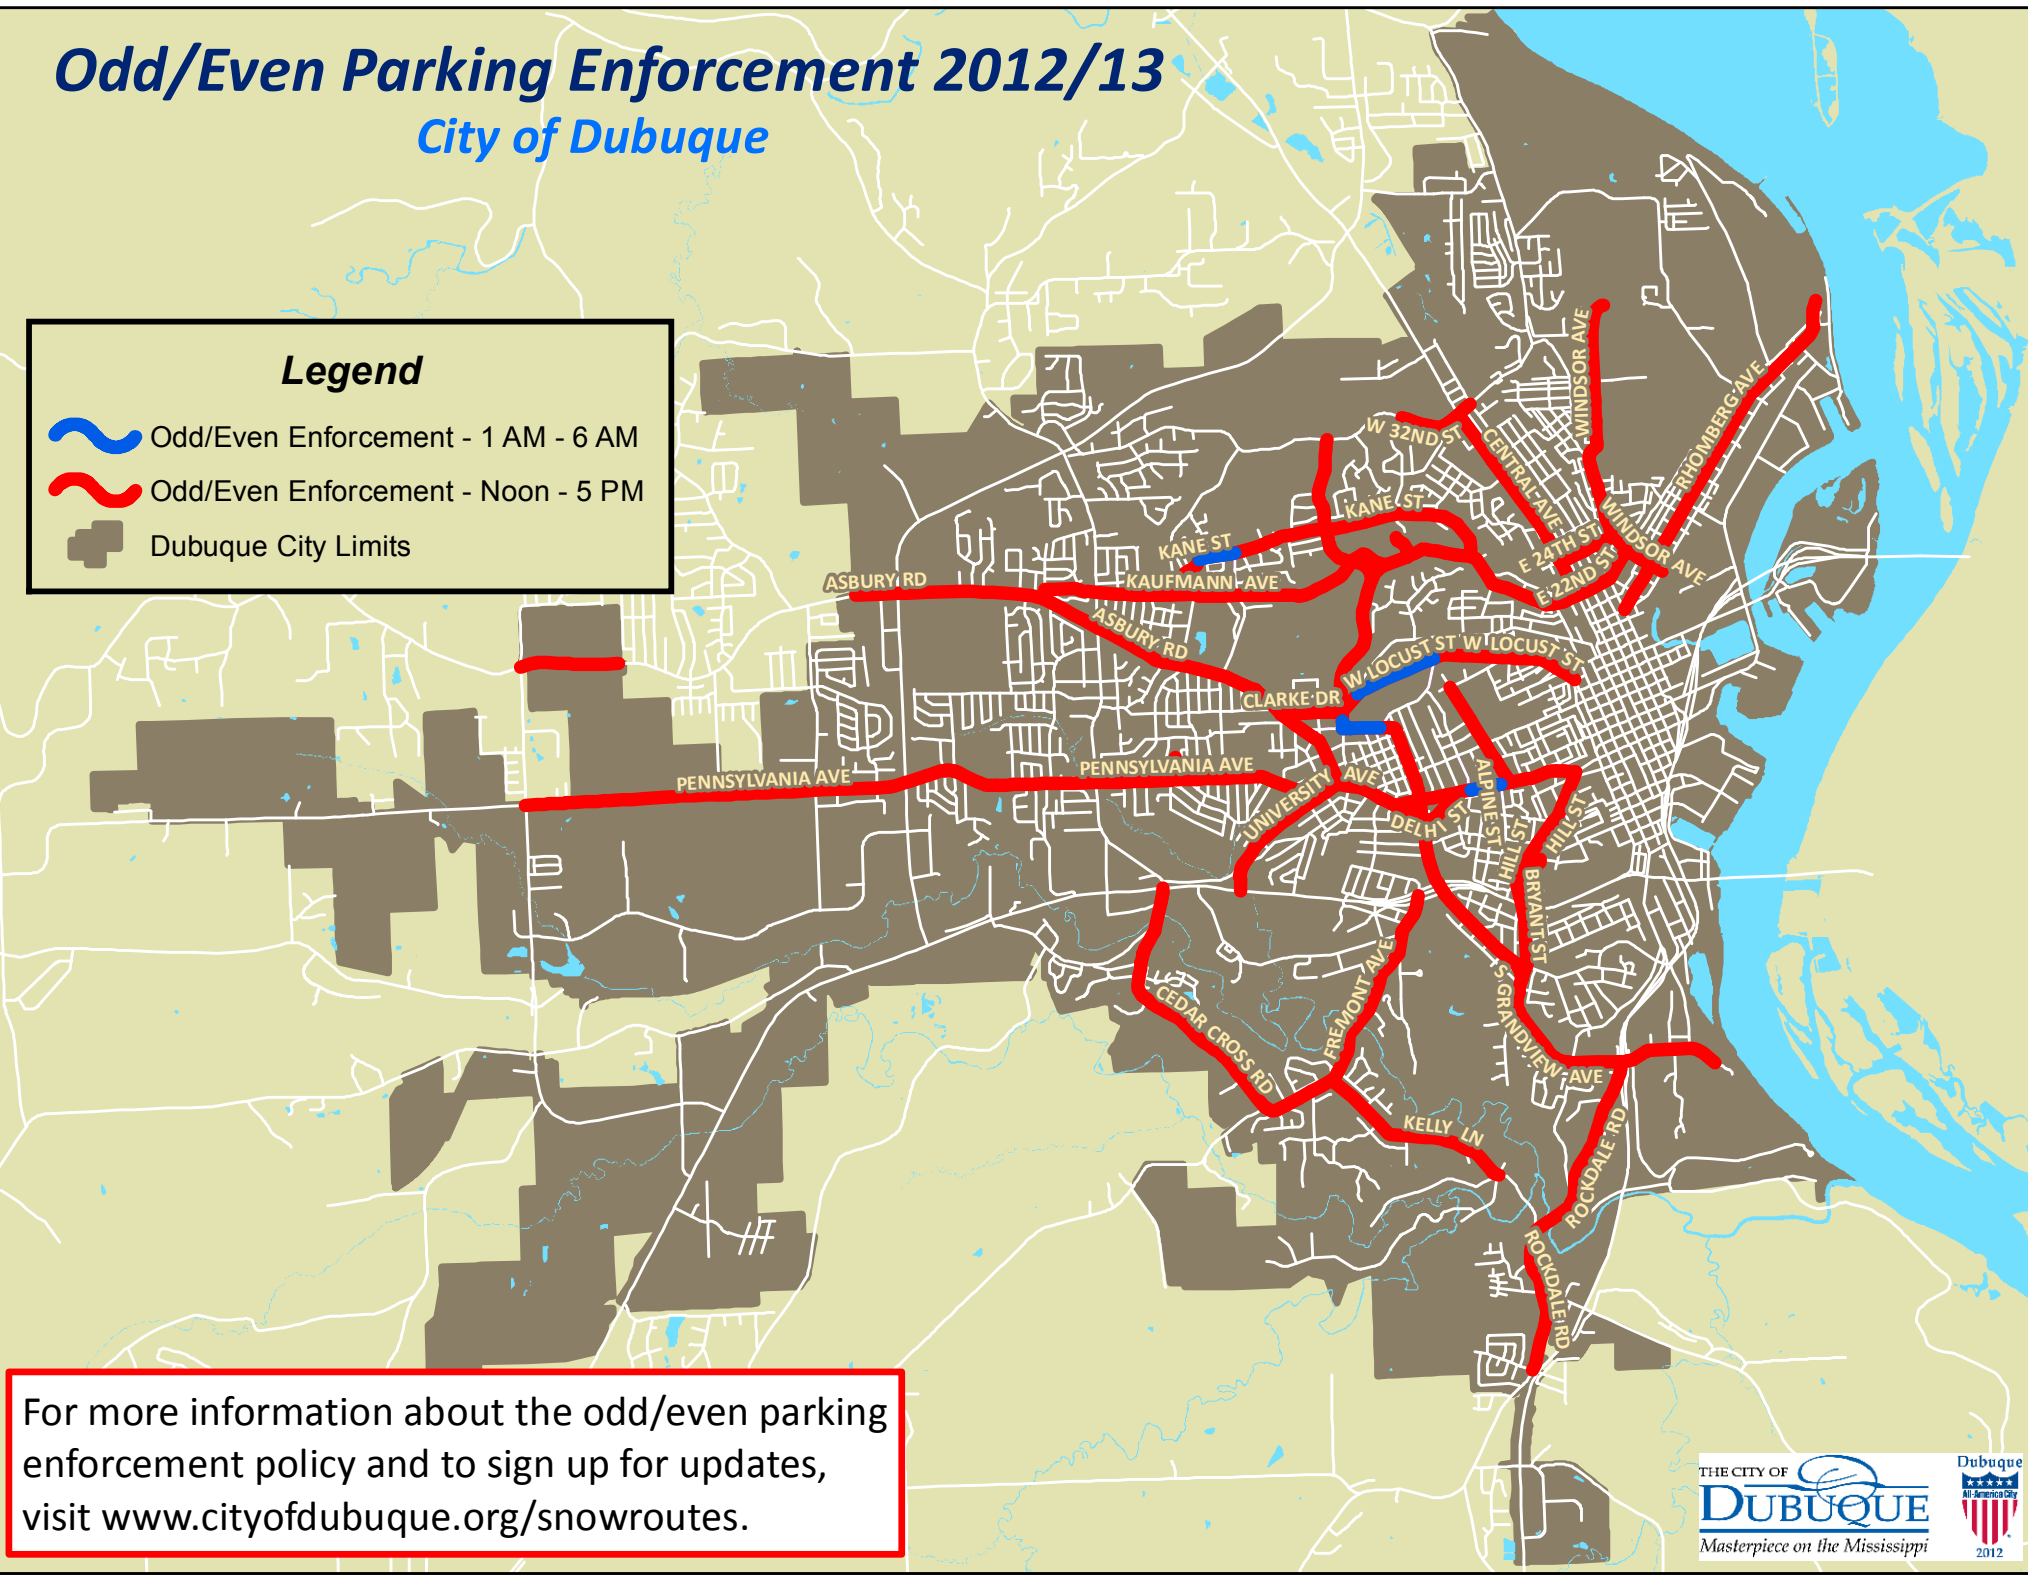 Odd/Even Parking Enforcement 2012/13
City of Dubuque
Legend
Odd/Even Enforcement - 1 AM - 6 AM
Odd/Even Enforcement - Noon - 5 PM
Dubuque City Limits
WINDSOR AVE
RHOMBERG AVE
W 32ND ST
CENTRAL AVE
KANE ST
KANE ST
WINDSOR AVE
E 24TH ST
E 22ND ST
ASBURY RD
KAUFMANN AVE
ASBURY RD
W LOCUST ST
W LOCUST ST
CLARKE DR
PENNSYLVANIA AVE
PENNSYLVANIA AVE
UNIVERSITY AVE
ALPINE ST
DELHI ST
HILL ST
HILL ST
BRYANT ST
FREMONT AVE
S GRANDVIEW AVE
CEDAR CROSS RD
KELLY LN
ROCKDALE RD
ROCKDALE RD
For more information about the odd/even parking
enforcement policy and to sign up for updates,
visit www.cityofdubuque.org/snowroutes.
THE CITY OF
DUBUQUE
Masterpiece on the Mississippi
Dubuque
All-America City
2012